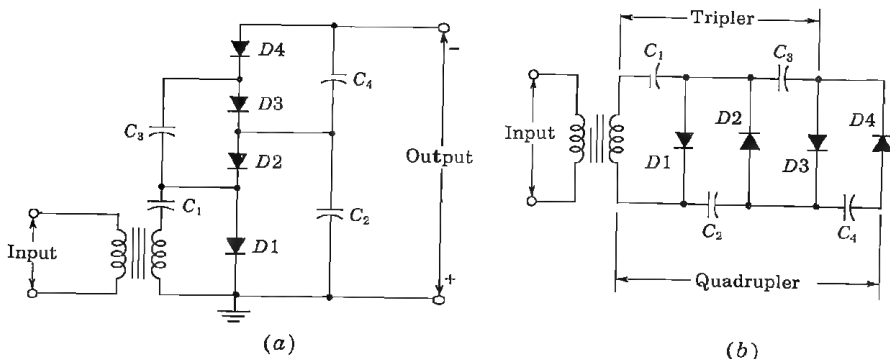 D4
−
C4
D3
C3
Output
D2
C1
C2
Input
D1
+
(a)
Tripler
C1
C3
Input
D2
D4
D1
D3
C2
C4
Quadrupler
(b)